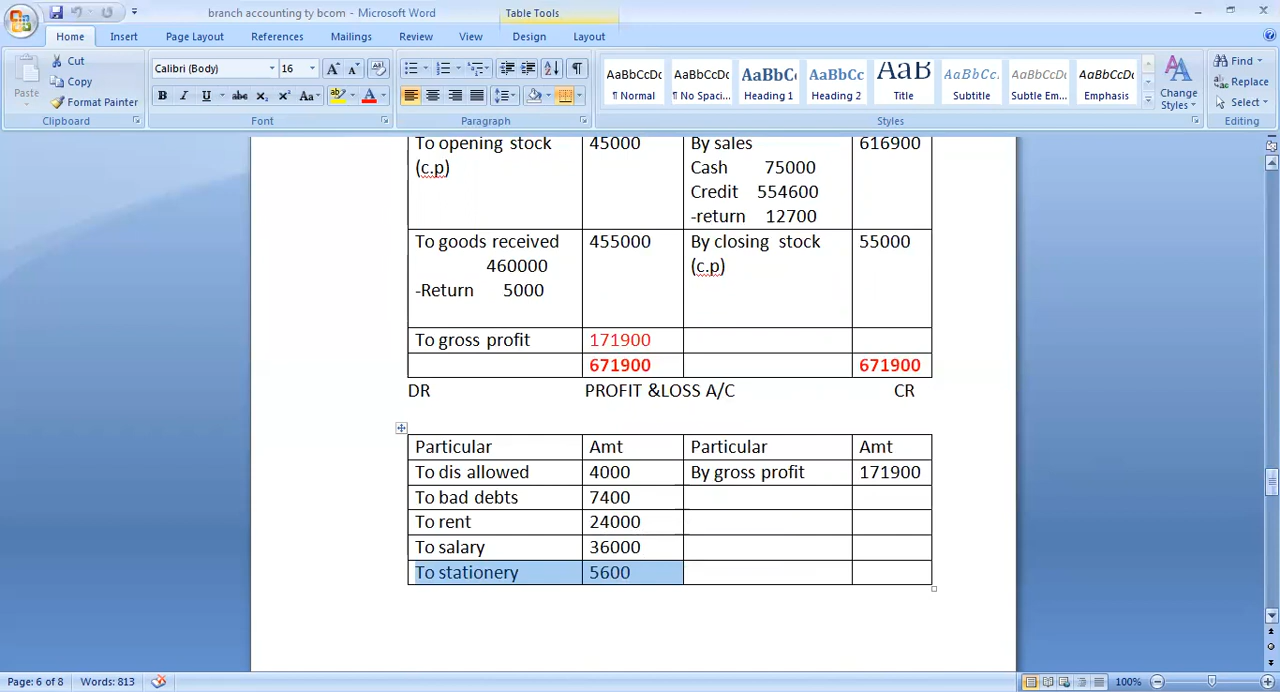 branch accounting ty bcom - Microsoft Word
Table Tools
Home Insert Page Layout References Mailings Review View Design Layout
Paste
Cut
Copy
Format Painter
Clipboard
Calibri (Body) 16
B I U abc X₂ X² Aa
Font
Paragraph
AaBbCcDc AaBbCcDc AaBbC AaBbCc AaB AaBbCc. AaBbCcDc AaBbCcDc
¶ Normal ¶ No Spaci... Heading 1 Heading 2 Title Subtitle Subtle Em... Emphasis
Change
Styles
Styles
Find
Replace
Select
Editing
To opening stock 45000 By sales 616900
(c.p) Cash 75000
Credit 554600
-return 12700
To goods received 455000 By closing stock 55000
460000 (c.p)
-Return 5000
To gross profit 171900
671900 671900
DR PROFIT &LOSS A/C CR
Particular Amt Particular Amt
To dis allowed 4000 By gross profit 171900
To bad debts 7400
To rent 24000
To salary 36000
To stationery 5600
Page: 6 of 8 Words: 813 100%